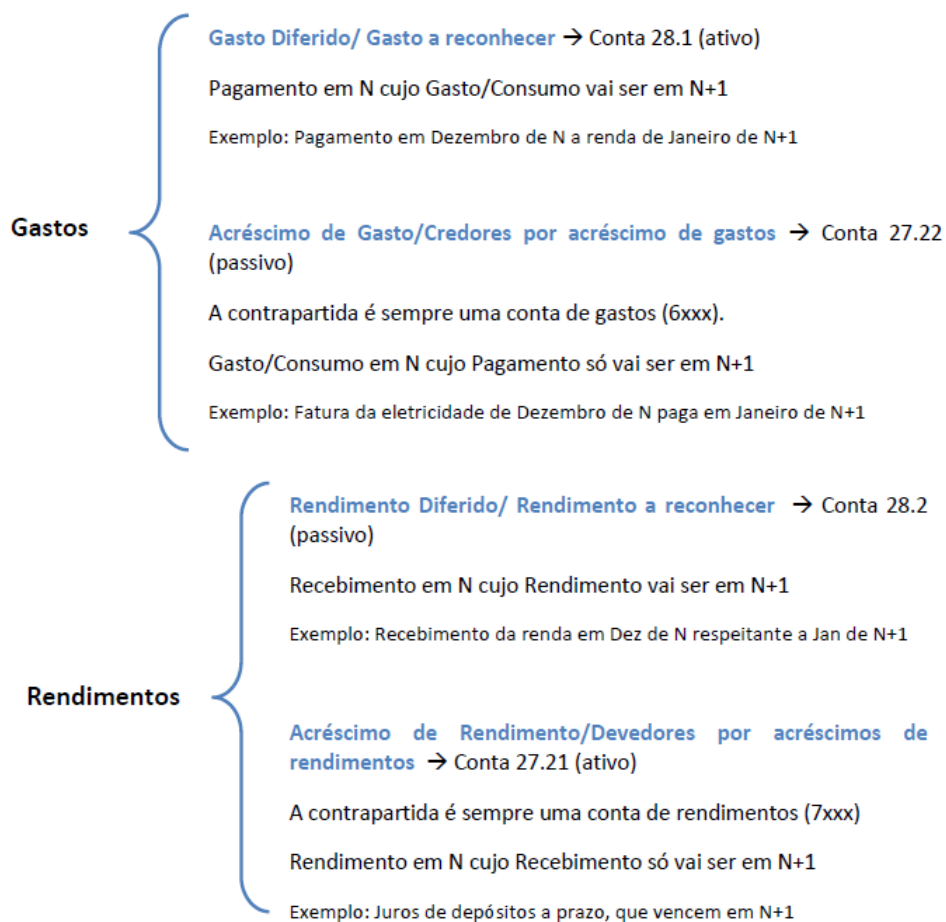 Gasto Diferido/ Gasto a reconhecer → Conta 28.1 (ativo)
Pagamento em N cujo Gasto/Consumo vai ser em N+1
Exemplo: Pagamento em Dezembro de N a renda de Janeiro de N+1
Gastos
Acréscimo de Gasto/Credores por acréscimo de gastos → Conta 27.22
(passivo)
A contrapartida é sempre uma conta de gastos (6xxx).
Gasto/Consumo em N cujo Pagamento só vai ser em N+1
Exemplo: Fatura da eletricidade de Dezembro de N paga em Janeiro de N+1
Rendimento Diferido/ Rendimento a reconhecer → Conta 28.2
(passivo)
Recebimento em N cujo Rendimento vai ser em N+1
Exemplo: Recebimento da renda em Dez de N respeitante a Jan de N+1
Rendimentos
Acréscimo de Rendimento/Devedores por acréscimos de
rendimentos → Conta 27.21 (ativo)
A contrapartida é sempre uma conta de rendimentos (7xxx)
Rendimento em N cujo Recebimento só vai ser em N+1
Exemplo: Juros de depósitos a prazo, que vencem em N+1